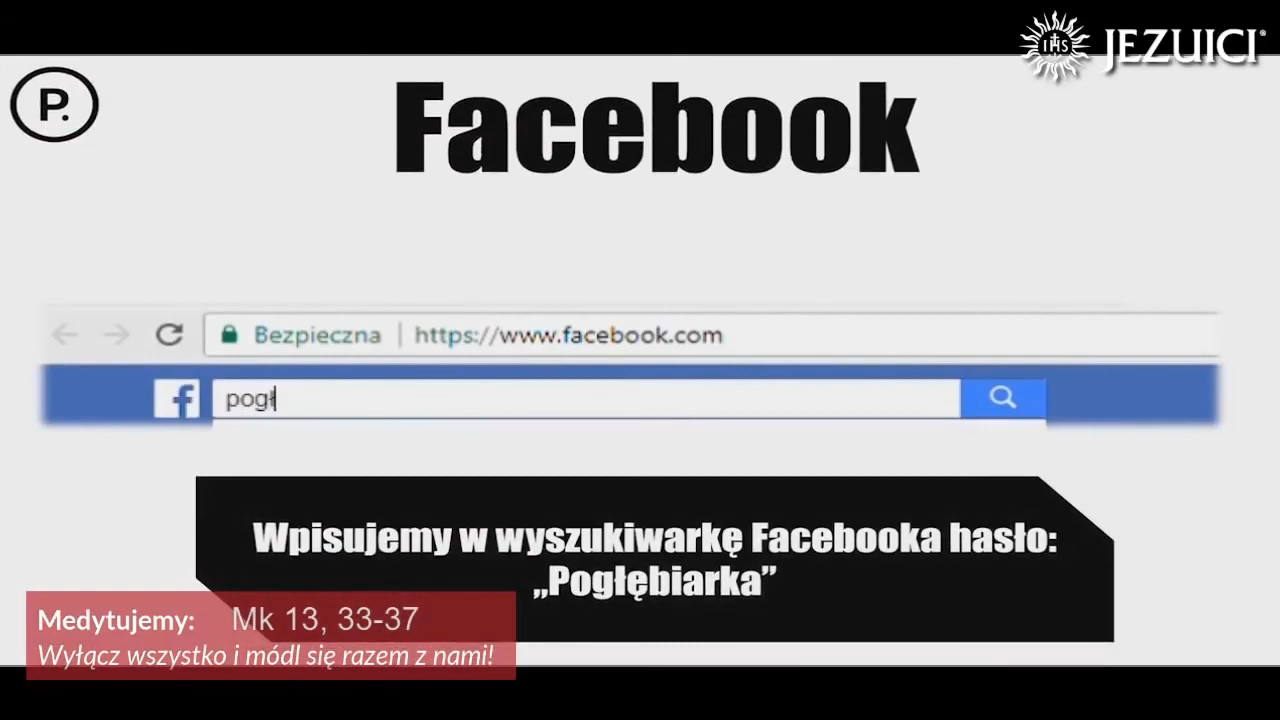 IHS JEZUICI®
P.
Facebook
Bezpieczna | https://www.facebook.com
f pogł
Wpisujemy w wyszukiwarkę Facebooka hasło:
„Pogłębiarka”
Medytujemy: Mk 13, 33-37
Wyłącz wszystko i módl się razem z nami!